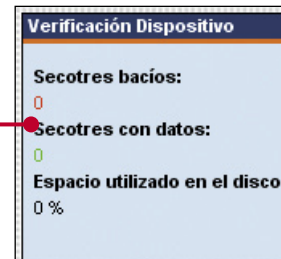 Verificación Dispositivo
Secotres bacíos:
0
Secotres con datos:
0
Espacio utilizado en el disco
0 %